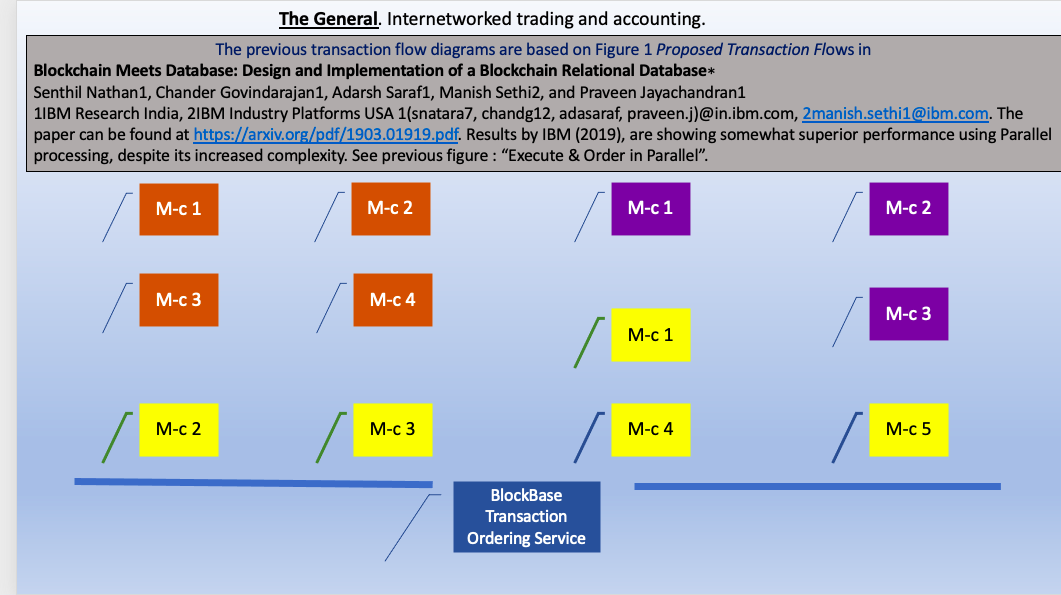 The General. Internetworked trading and accounting.
The previous transaction flow diagrams are based on Figure 1 Proposed Transaction Flows in
Blockchain Meets Database: Design and Implementation of a Blockchain Relational Database*
Senthil Nathan1, Chander Govindarajan1, Adarsh Saraf1, Manish Sethi2, and Praveen Jayachandran1
1IBM Research India, 2IBM Industry Platforms USA 1(snatara7, chandg12, adasaraf, praveen.j)@in.ibm.com, 2manish.sethi1@ibm.com. The
paper can be found at https://arxiv.org/pdf/1903.01919.pdf. Results by IBM (2019), are showing somewhat superior performance using Parallel
processing, despite its increased complexity. See previous figure : “Execute & Order in Parallel”.
M-c 1
M-c 2
M-c 1
M-c 2
M-c 3
M-c 4
M-c 3
M-c 1
M-c 2
M-c 3
M-c 4
M-c 5
BlockBase
Transaction
Ordering Service